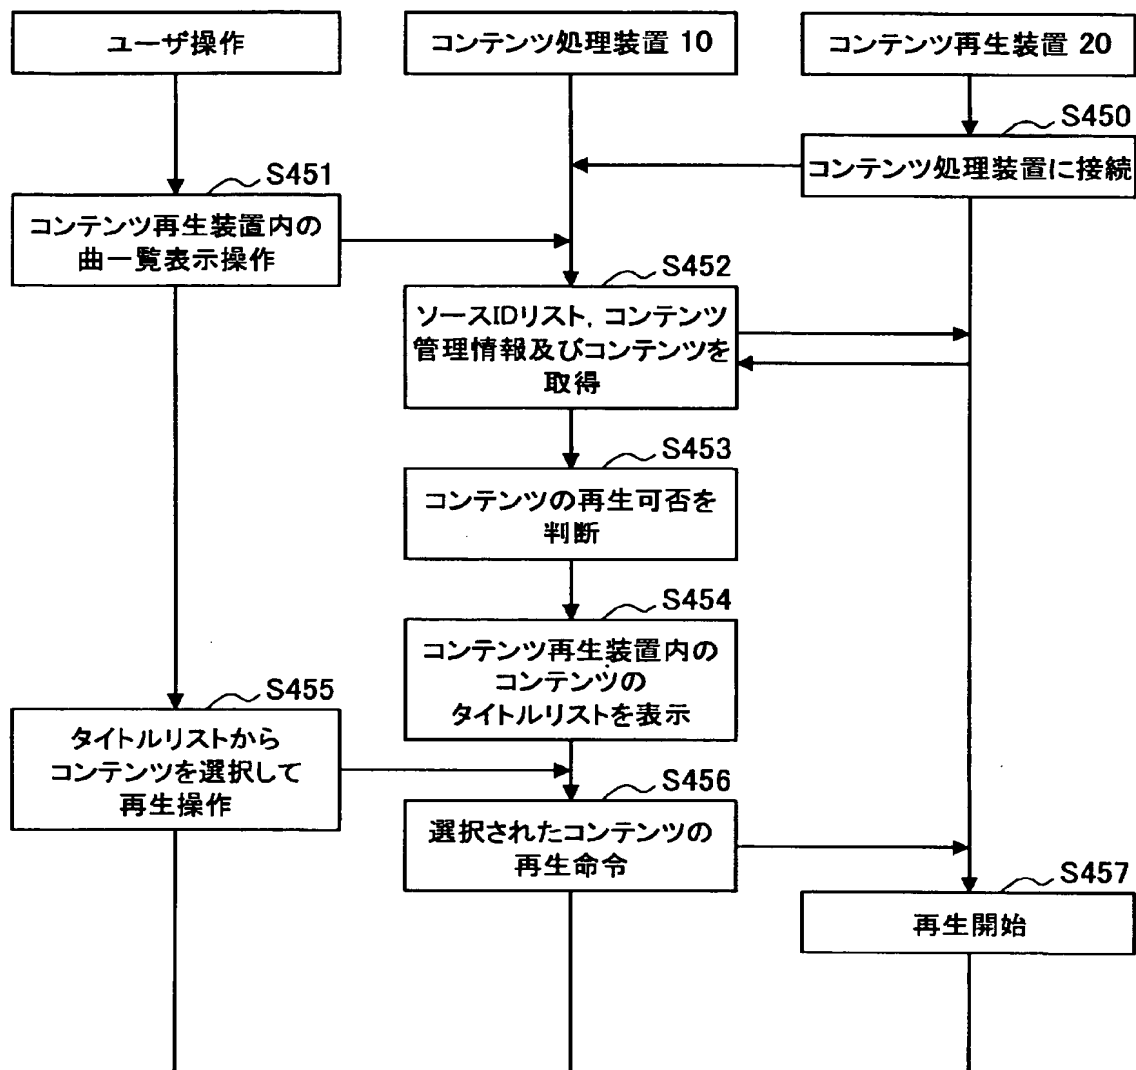 ユーザ操作
コンテンツ処理装置 10
コンテンツ再生装置 20
S450
コンテンツ処理装置に接続
S451
コンテンツ再生装置内の
曲一覧表示操作
S452
ソースIDリスト，コンテンツ
管理情報及びコンテンツを
取得
S453
コンテンツの再生可否を
判断
S454
コンテンツ再生装置内の
コンテンツの
タイトルリストを表示
S455
タイトルリストから
コンテンツを選択して
再生操作
S456
選択されたコンテンツの
再生命令
S457
再生開始